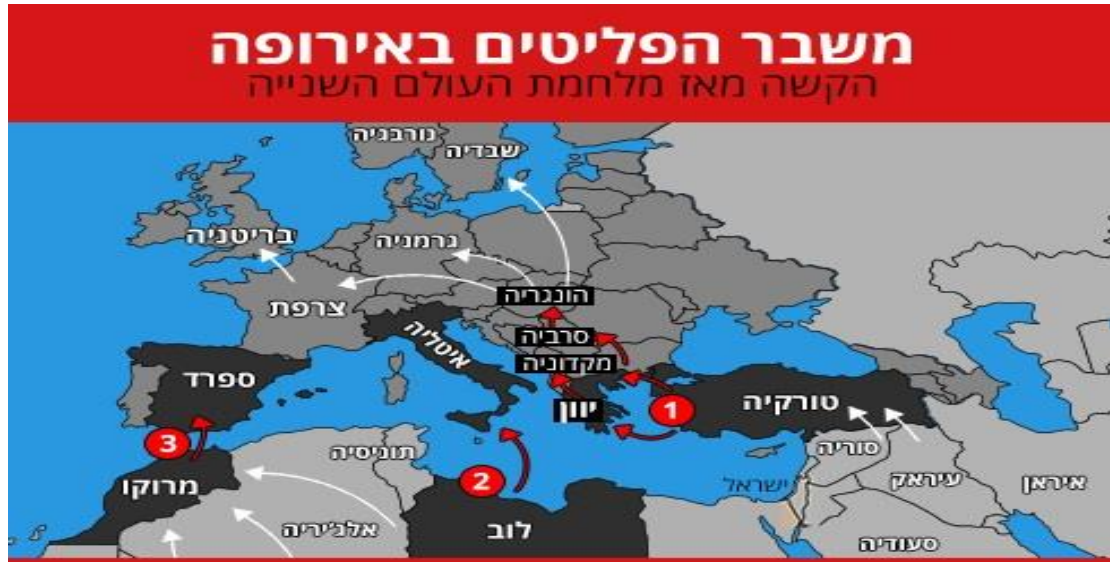 משבר הפליטים באירופה
הקשה מאז מלחמת העולם השנייה
נורבגיה
שבדיה
בריטניה
גרמניה
צרפת
הונגריה
סרביה
איטליה
מקדוניה
ספרד
יוון
1
טורקיה
3
תוניסיה
סוריה
מרוקו
2
ישראל
עיראק
איראן
אלג'יריה
לוב
סעודיה